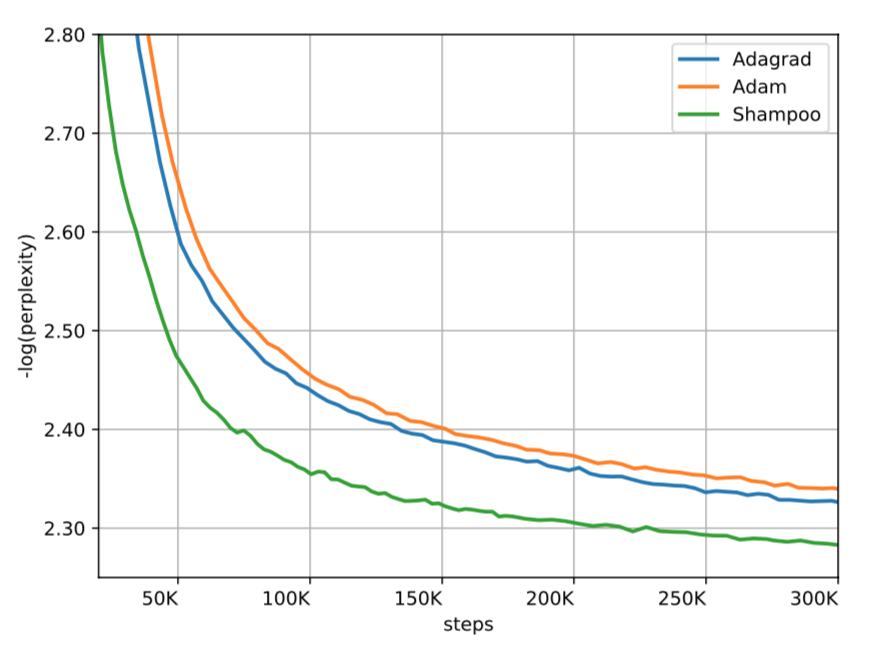 2.80
2.70
2.60
2.50
2.40
2.30
-log(perplexity)
Adagrad
Adam
Shampoo
50K 100K 150K 200K 250K 300K
steps